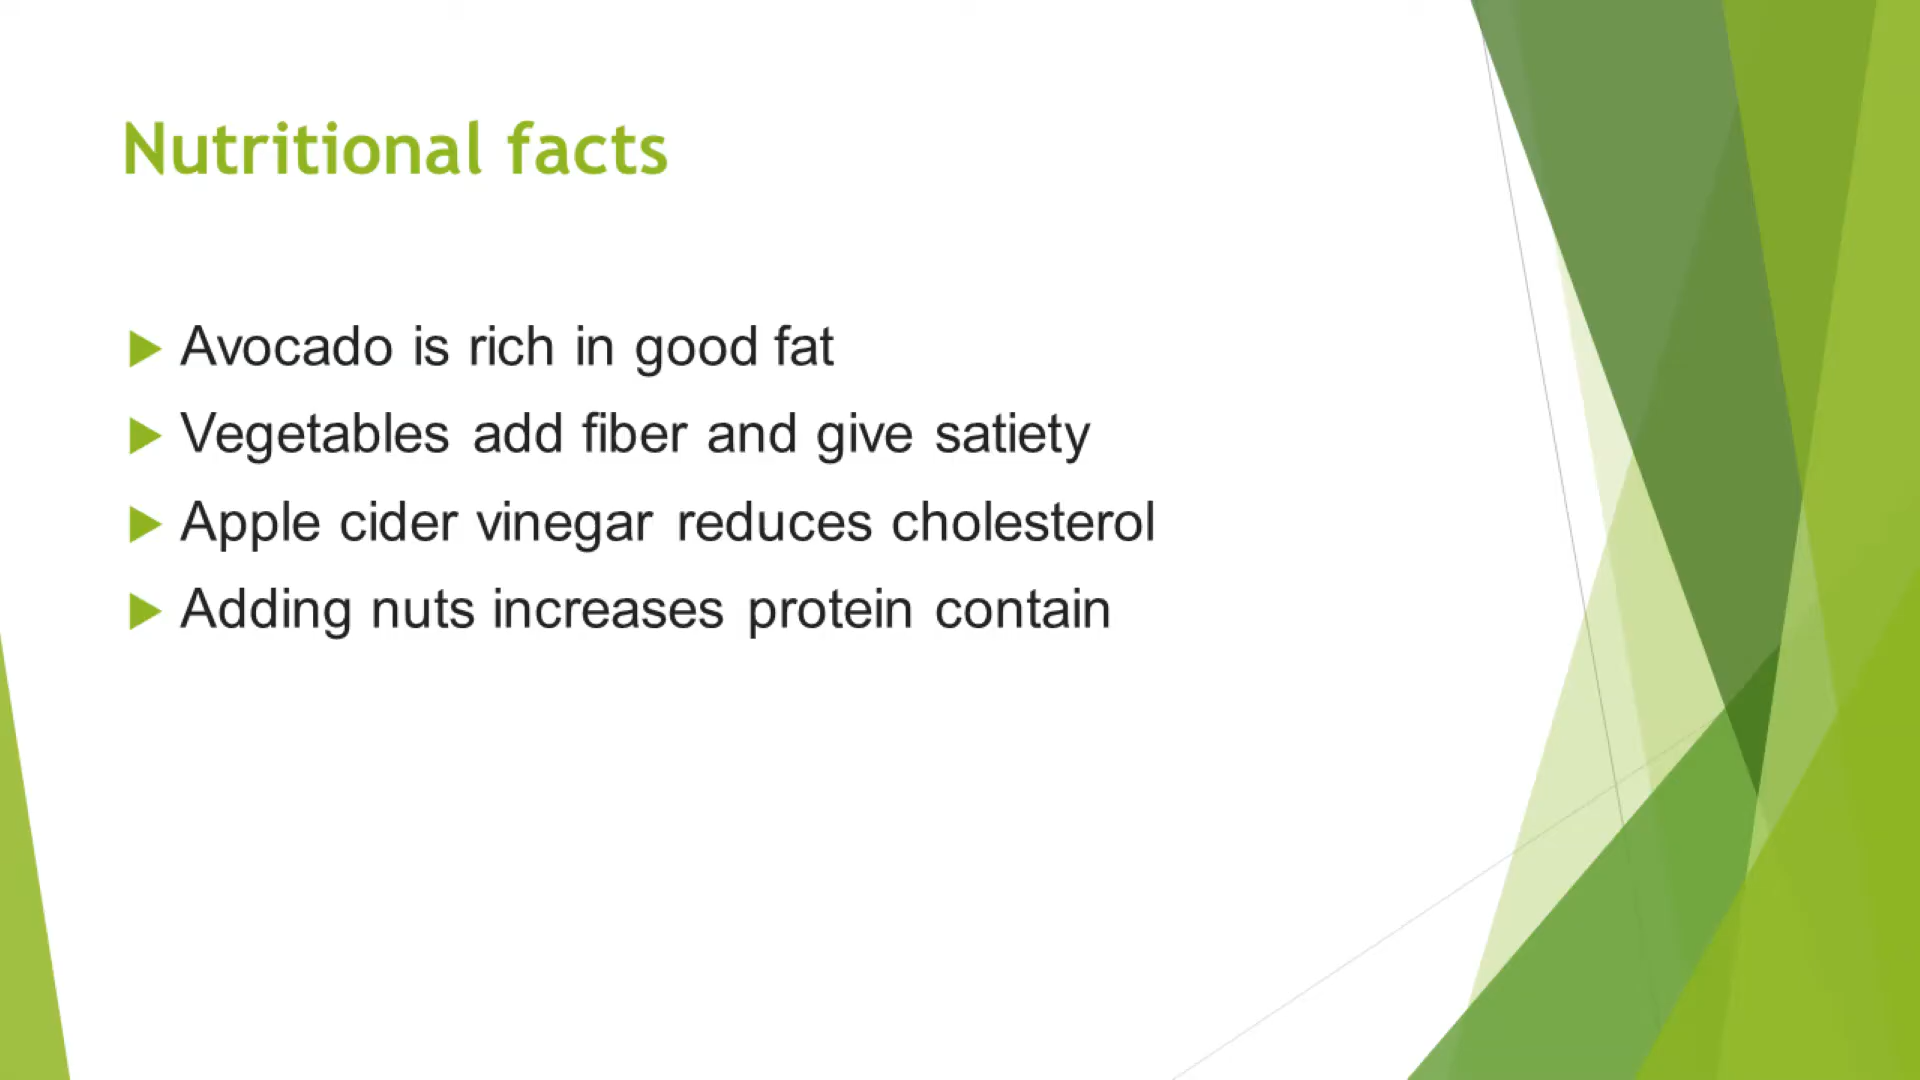 Nutritional facts
Avocado is rich in good fat
Vegetables add fiber and give satiety
Apple cider vinegar reduces cholesterol
Adding nuts increases protein contain